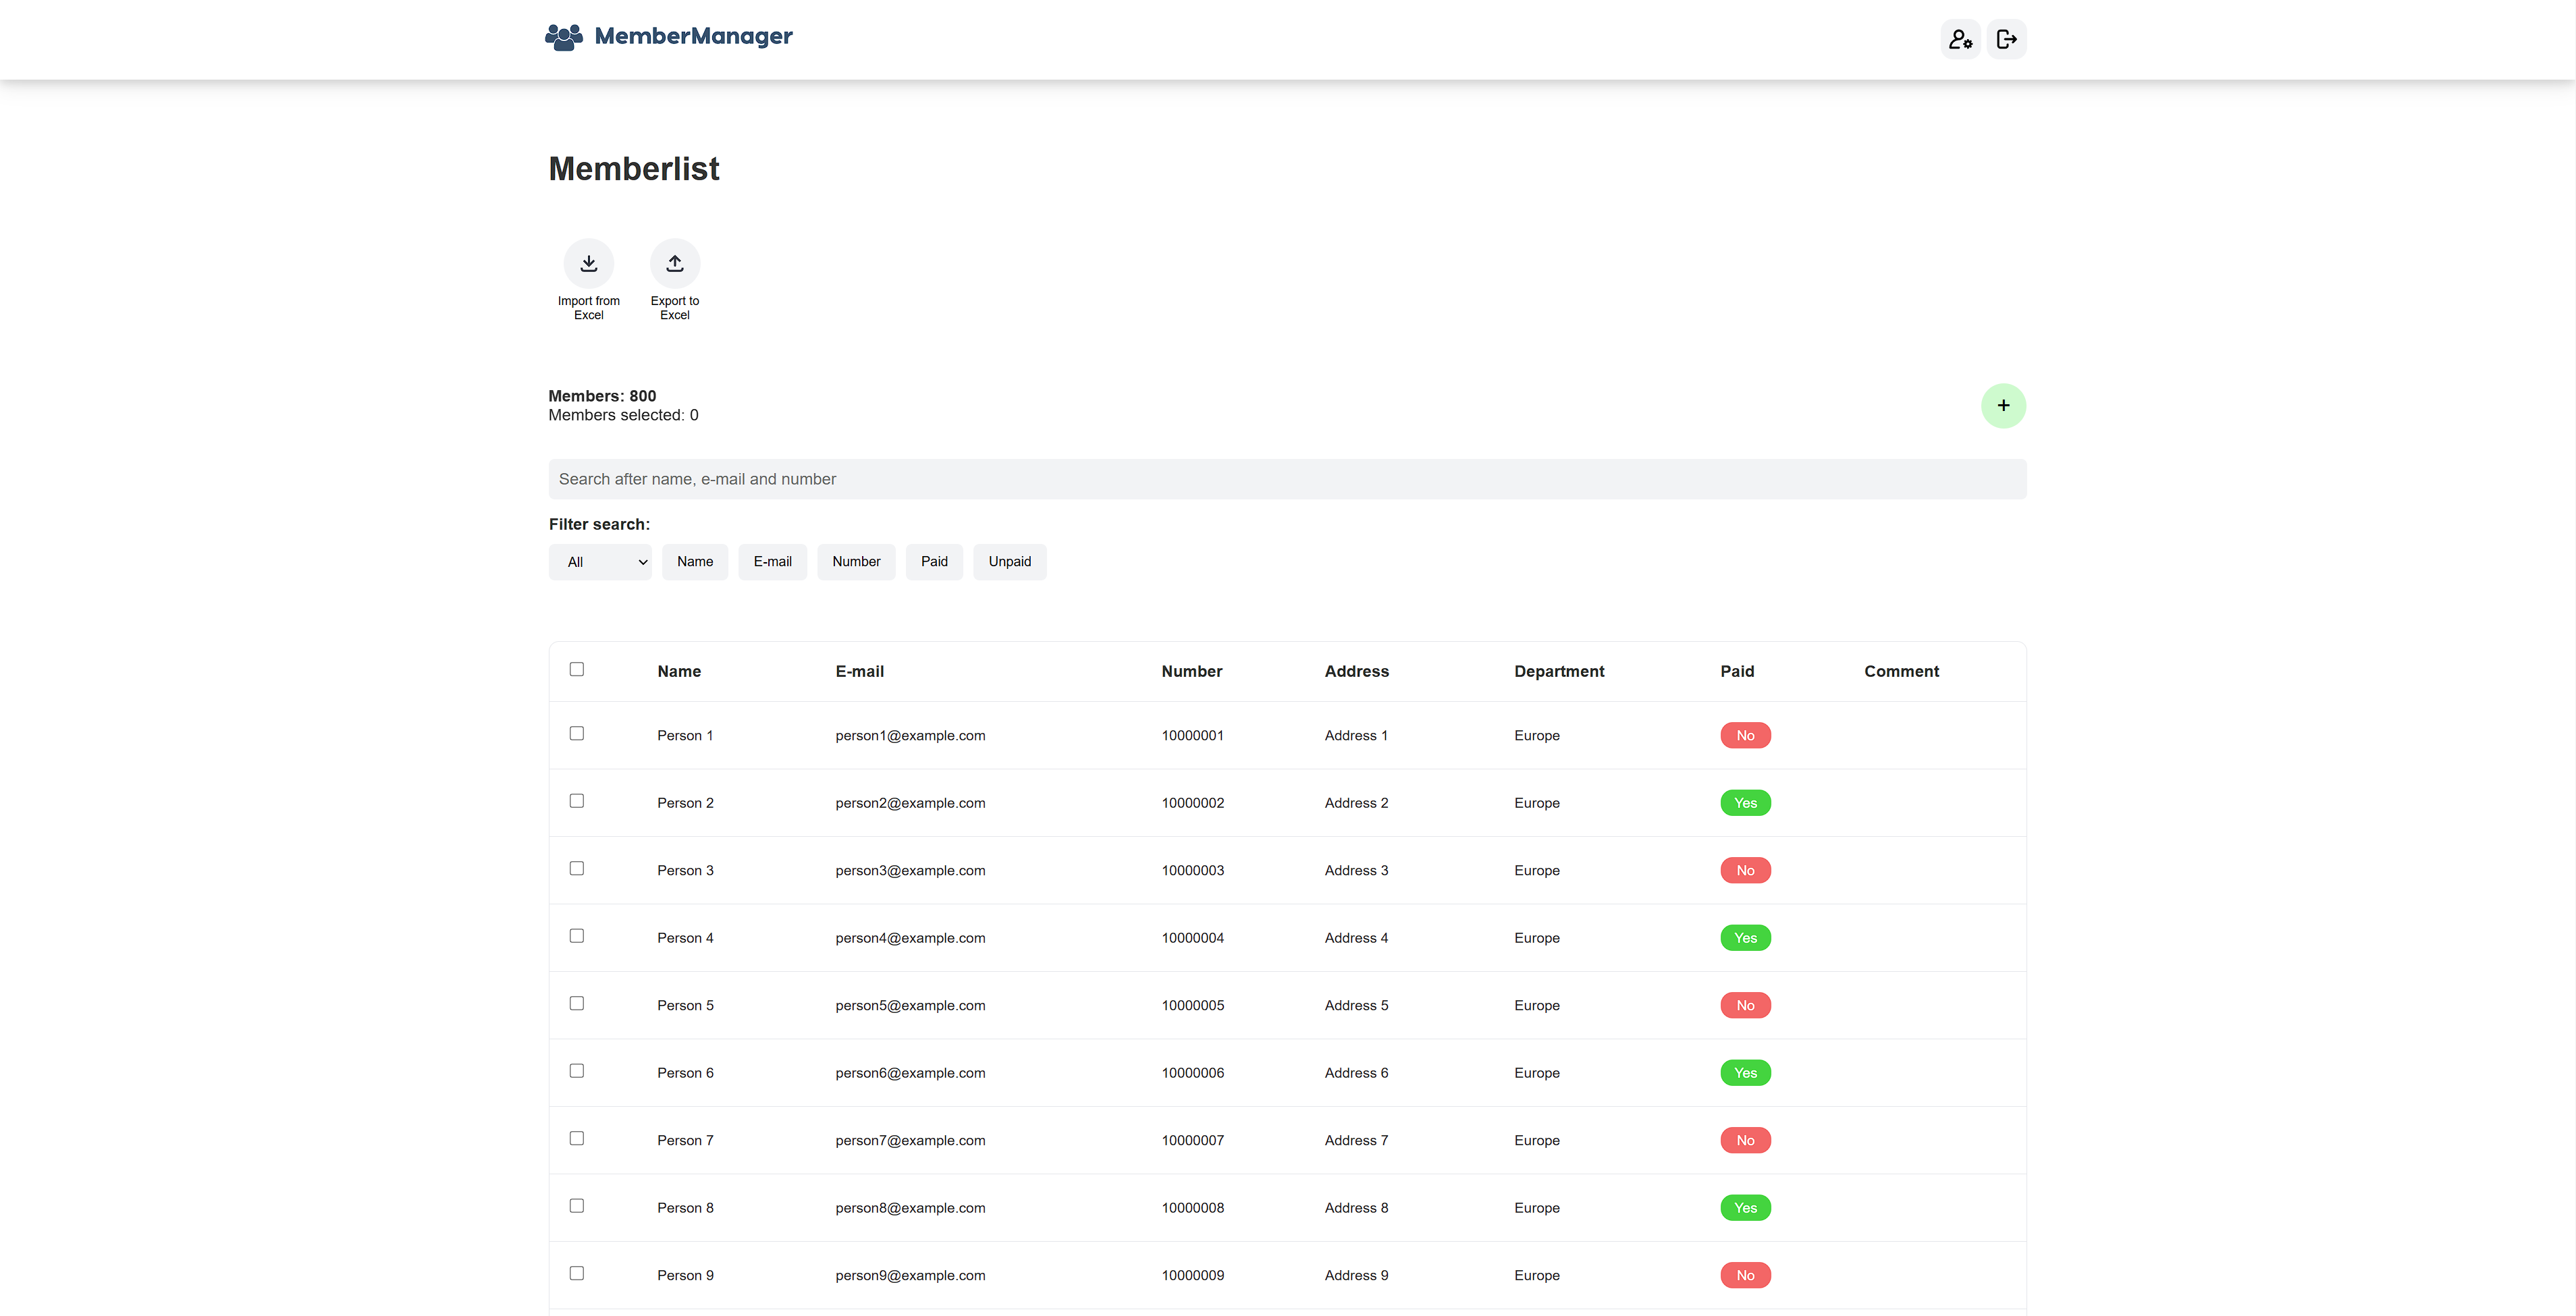 MemberManager
Memberlist
Import from
Excel
Export to
Excel
Members: 800
Members selected: 0
+
Search after name, e-mail and number
Filter search:
All Name E-mail Number Paid Unpaid
Name E-mail Number Address Department Paid Comment
Person 1 person1@example.com 10000001 Address 1 Europe No
Person 2 person2@example.com 10000002 Address 2 Europe Yes
Person 3 person3@example.com 10000003 Address 3 Europe No
Person 4 person4@example.com 10000004 Address 4 Europe Yes
Person 5 person5@example.com 10000005 Address 5 Europe No
Person 6 person6@example.com 10000006 Address 6 Europe Yes
Person 7 person7@example.com 10000007 Address 7 Europe No
Person 8 person8@example.com 10000008 Address 8 Europe Yes
Person 9 person9@example.com 10000009 Address 9 Europe No